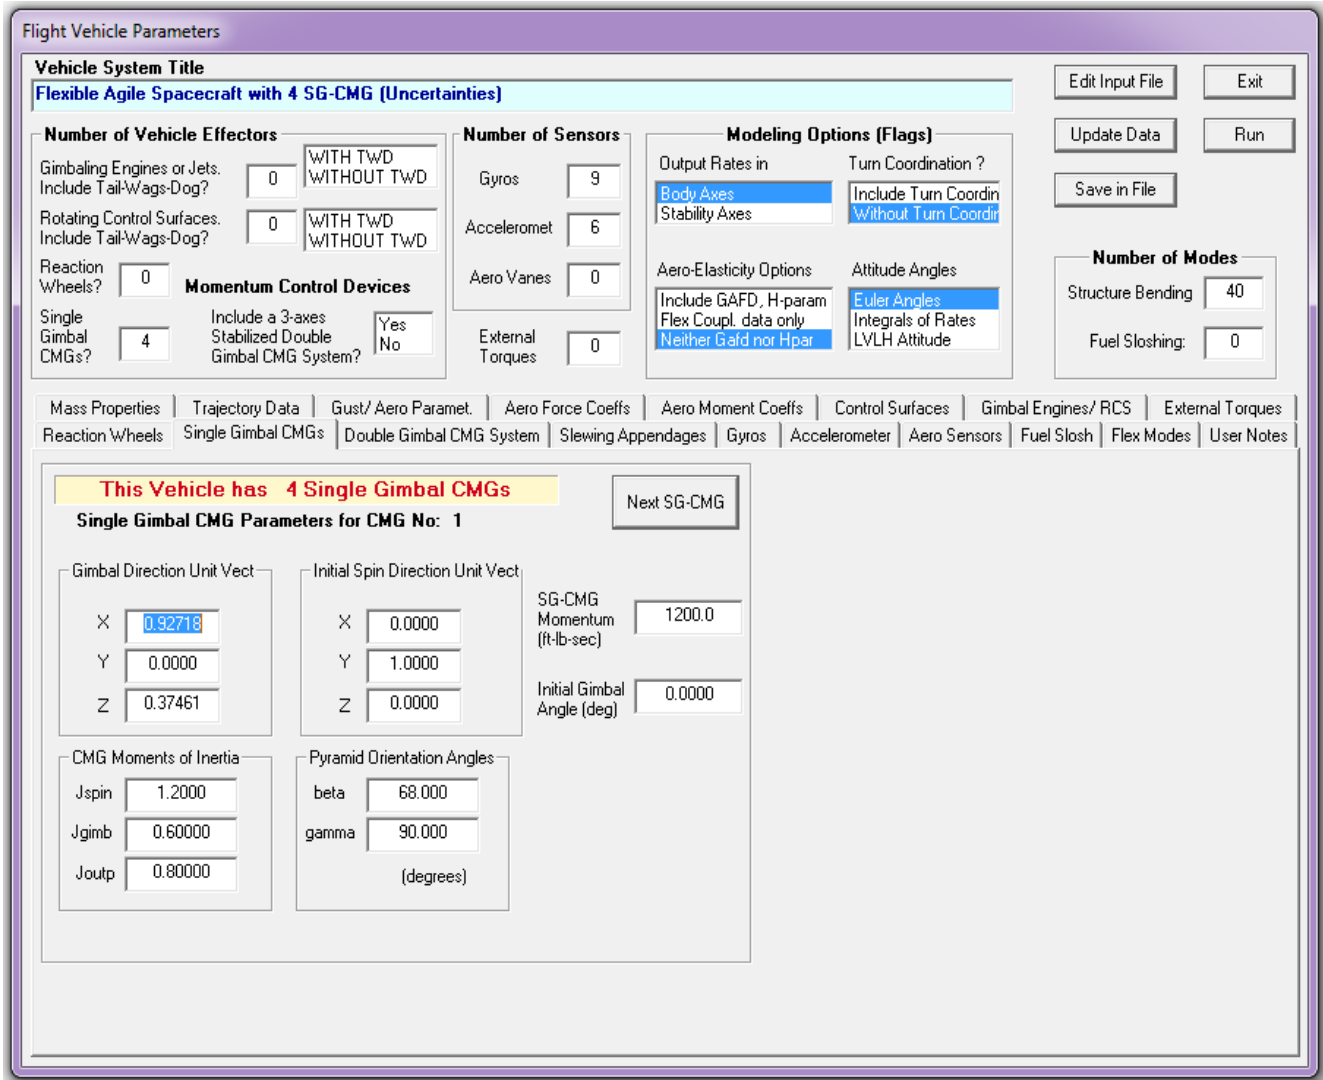 Flight Vehicle Parameters
Vehicle System Title
Flexible Agile Spacecraft with 4 SG-CMG (Uncertainties)
Edit Input File
Exit
Update Data
Run
Save in File
Number of Vehicle Effectors
Gimbaling Engines or Jets.
Include Tail-Wags-Dog?
0
WITH TWD
WITHOUT TWD
Rotating Control Surfaces.
Include Tail-Wags-Dog?
0
WITH TWD
WITHOUT TWD
Reaction
Wheels?
0
Momentum Control Devices
Single
Gimbal
CMGs?
4
Include a 3-axes
Stabilized Double
Gimbal CMG System?
Yes
No
Number of Sensors
Gyros
9
Acceleromet
6
Aero Vanes
0
External
Torques
0
Modeling Options (Flags)
Output Rates in
Body Axes
Stability Axes
Turn Coordination ?
Include Turn Coordin
Without Turn Coordin
Aero-Elasticity Options
Include GAFD, H-param
Flex Coupl. data only
Neither Gafd nor Hpar
Attitude Angles
Euler Angles
Integrals of Rates
LVLH Attitude
Number of Modes
Structure Bending
40
Fuel Sloshing:
0
Mass Properties
Trajectory Data
Gust/ Aero Paramet.
Aero Force Coeffs
Aero Moment Coeffs
Control Surfaces
Gimbal Engines/ RCS
External Torques
Reaction Wheels
Single Gimbal CMGs
Double Gimbal CMG System
Slewing Appendages
Gyros
Accelerometer
Aero Sensors
Fuel Slosh
Flex Modes
User Notes
This Vehicle has 4 Single Gimbal CMGs
Next SG-CMG
Single Gimbal CMG Parameters for CMG No: 1
Gimbal Direction Unit Vect
X 0.92718
Y 0.0000
Z 0.37461
Initial Spin Direction Unit Vect
X 0.0000
Y 1.0000
Z 0.0000
SG-CMG
Momentum
(ft-lb-sec)
1200.0
Initial Gimbal
Angle (deg)
0.0000
CMG Moments of Inertia
Jspin 1.2000
Jgimb 0.60000
Joutp 0.80000
Pyramid Orientation Angles
beta 68.000
gamma 90.000
(degrees)